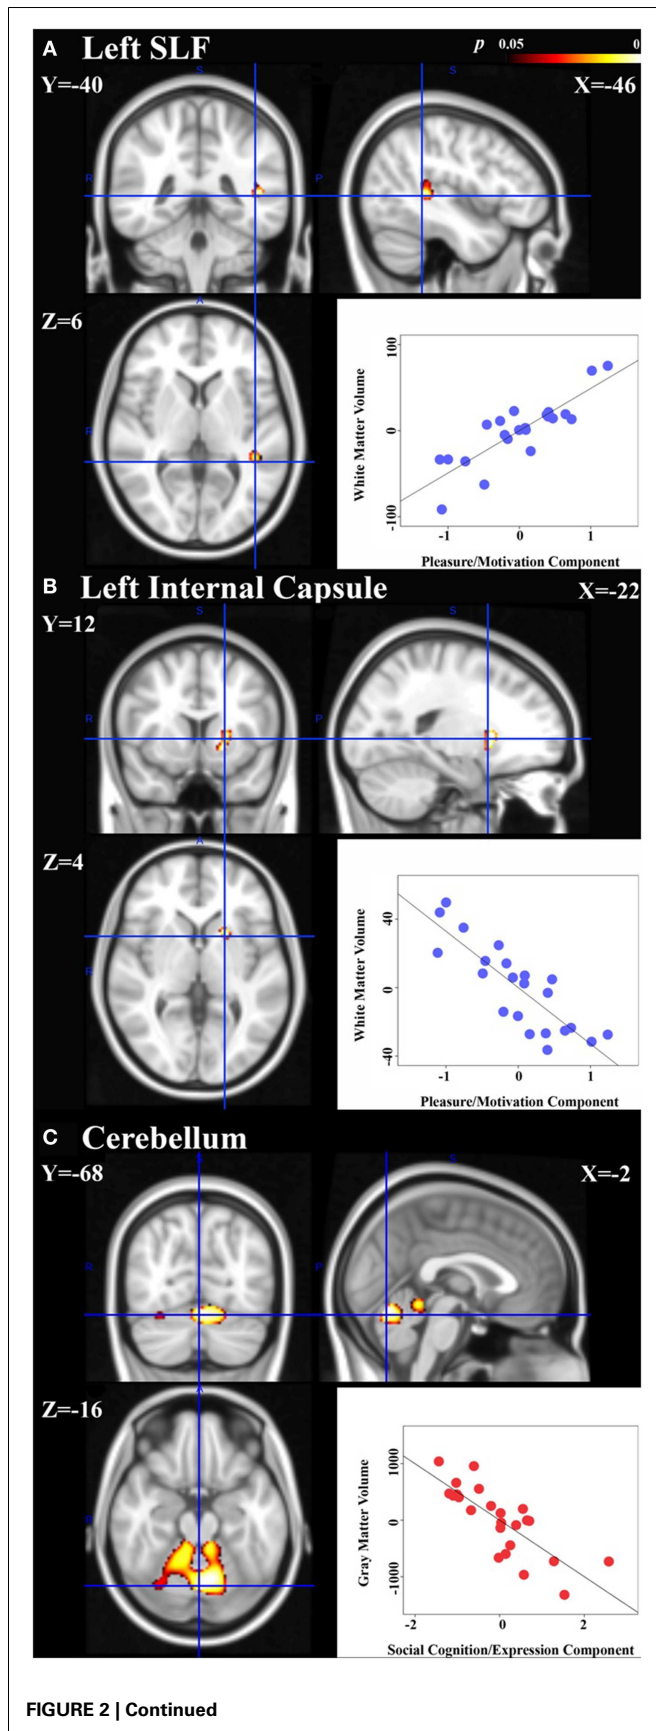 A Left SLF
p 0.05 0
Y=-40 X=-46
S S
R P
Z=6
A
R
White Matter Volume
100
0
-100
-1 0 1
Pleasure/Motivation Component
B Left Internal Capsule X=-22
Y=12
S S
R P
Z=4
A
R
White Matter Volume
40
0
-40
-1 0 1
Pleasure/Motivation Component
C Cerebellum
Y=-68 X=-2
S S
R P
Z=-16
A
R
Gray Matter Volume
1000
0
-1000
-2 0 2
Social Cognition/Expression Component
FIGURE 2 | Continued